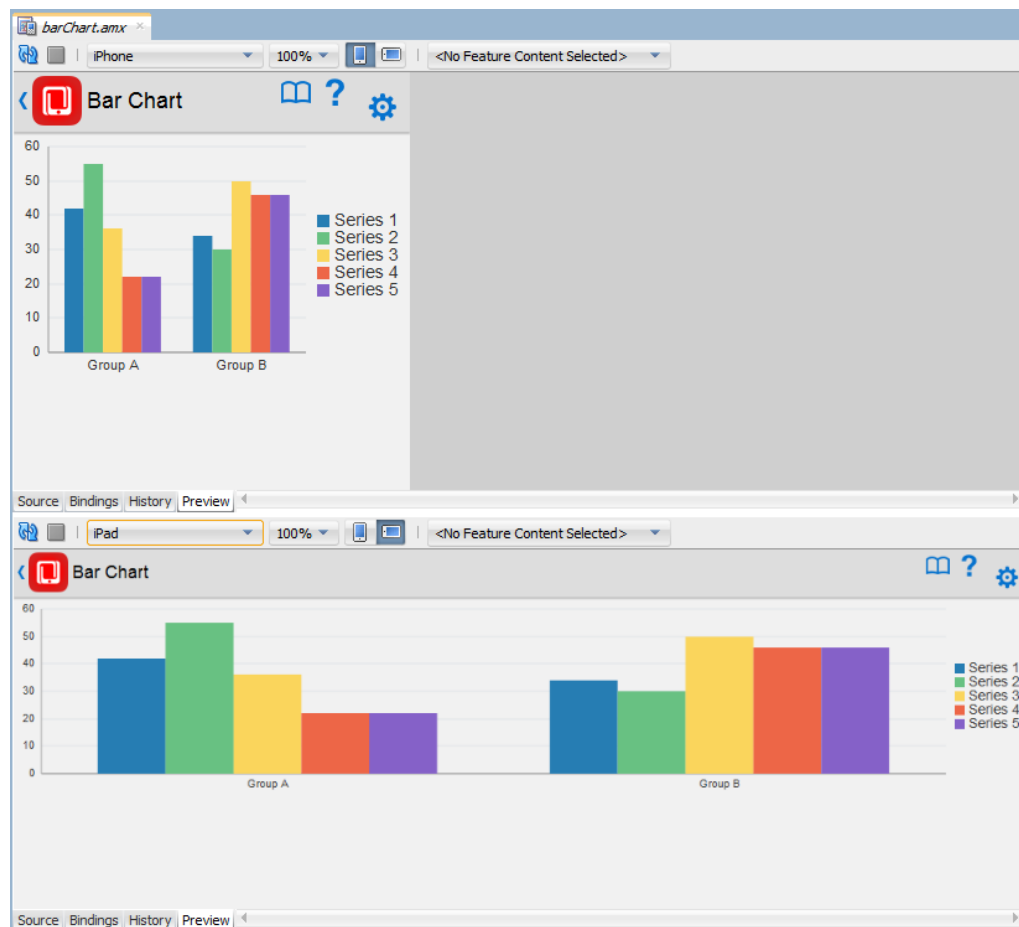 barChart.amx
iPhone 100% <No Feature Content Selected>
Bar Chart ?
60
50
40
30
20
10
0
Group A Group B
Series 1
Series 2
Series 3
Series 4
Series 5
Source Bindings History Preview
iPad 100% <No Feature Content Selected>
Bar Chart ?
60
50
40
30
20
10
0
Group A Group B
Series 1
Series 2
Series 3
Series 4
Series 5
Source Bindings History Preview